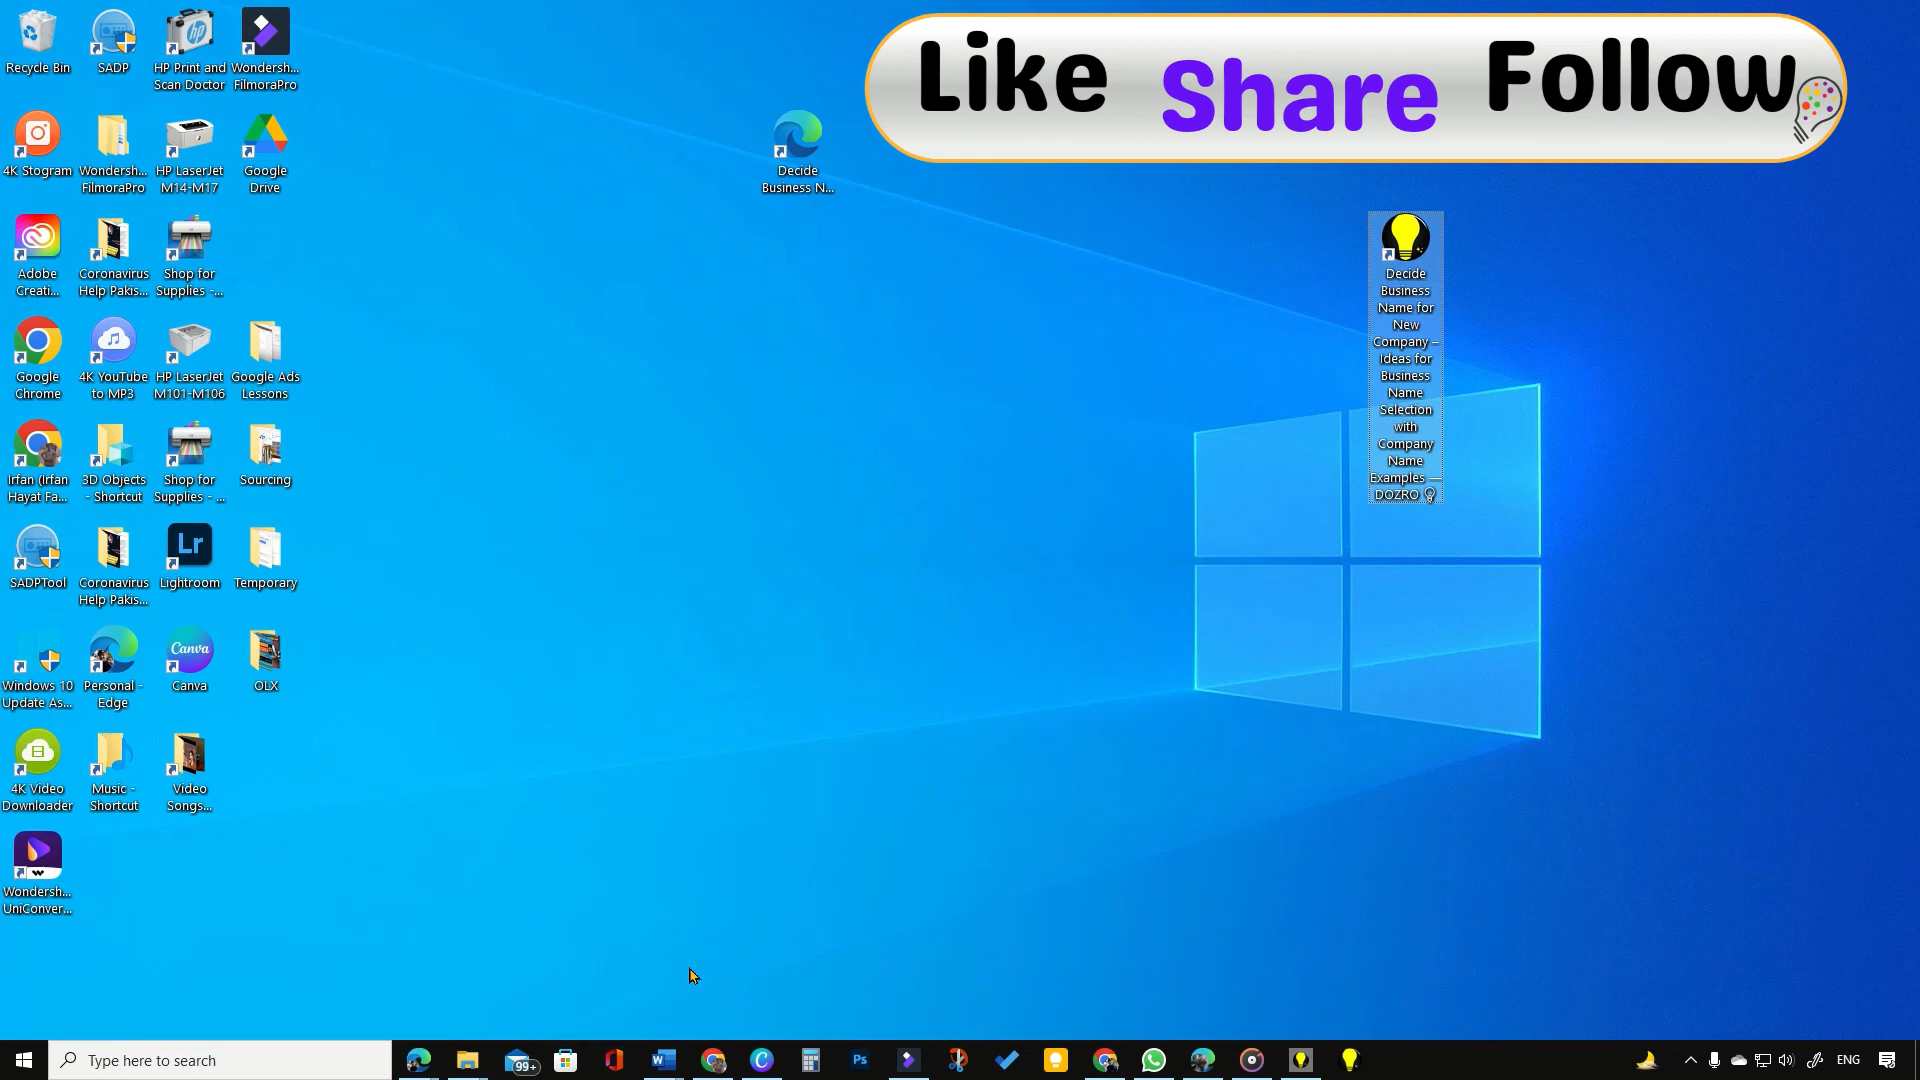 Like Share Follow
Recycle Bin
SADP
HP Print and
Scan Doctor
Wondersh...
FilmoraPro
4K Stogram
Wondersh...
FilmoraPro
HP LaserJet
M14-M17
Google
Drive
Adobe
Creati...
Coronavirus
Help Pakis...
Shop for
Supplies -...
Google
Chrome
4K YouTube
to MP3
HP LaserJet
M101-M106
Google Ads
Lessons
Irfan (Irfan
Hayat Fa...
3D Objects
- Shortcut
Shop for
Supplies - ...
Sourcing
SADPTool
Coronavirus
Help Pakis...
Lr
Lightroom
Temporary
Windows 10
Update As...
Personal -
Edge
Canva
Canva
OLX
4K Video
Downloader
Music -
Shortcut
Video
Songs...
Wondersh...
UniConver...
Decide
Business N...
Decide
Business
Name for
New
Company –
Ideas for
Business
Name
Selection
with
Company
Name
Examples —
DOZRO
Type here to search
99+
Ps
ENG